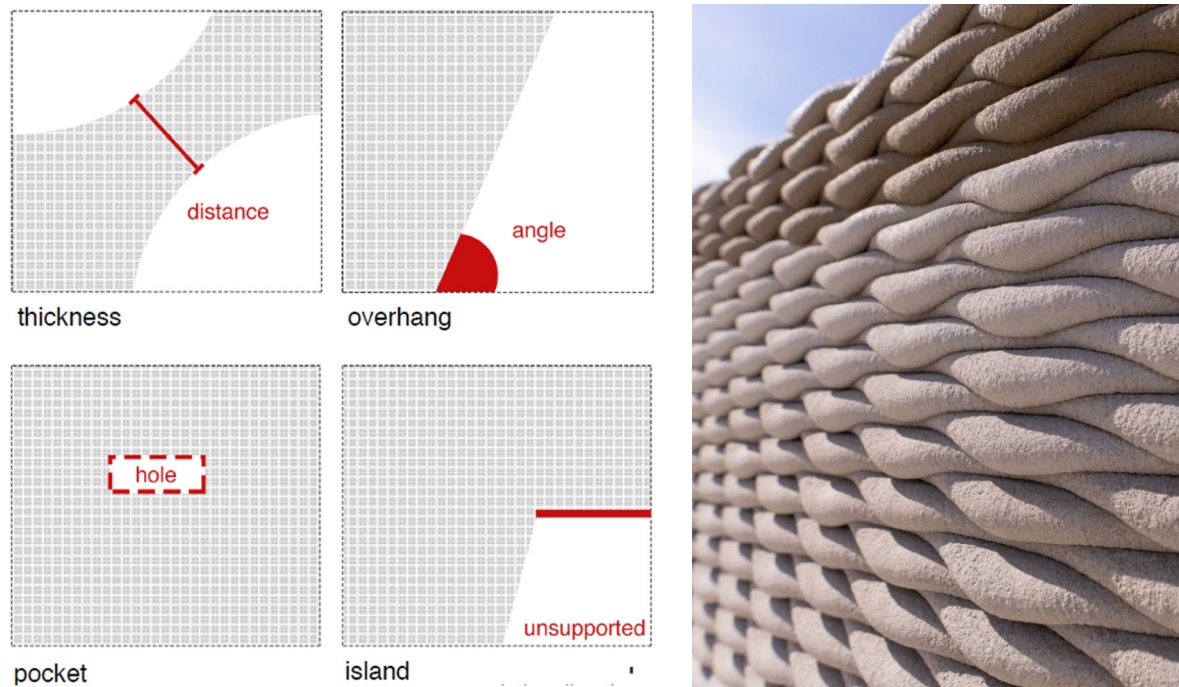 distance
angle
thickness
overhang
hole
unsupported
pocket
island